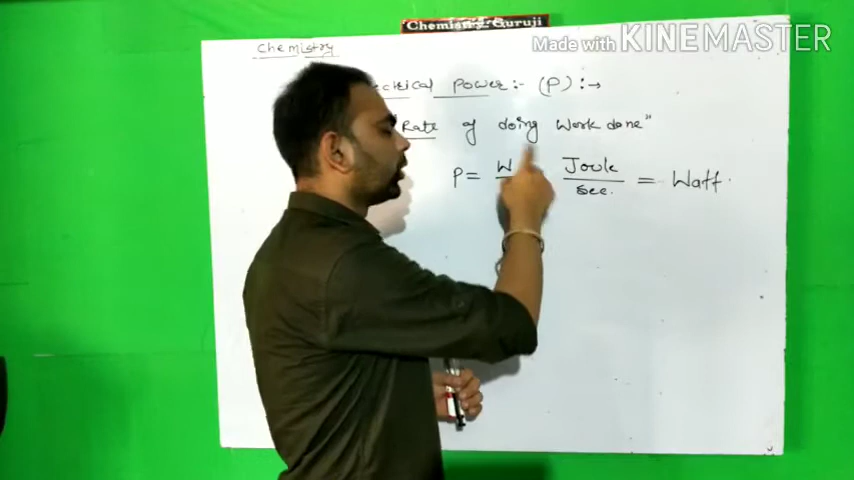 Chemistry Guruji
Made with KINEMASTER
Chemistry
Power :- (P) :→
Rate of doing Work done"
P = W Joule / sec. = Watt.